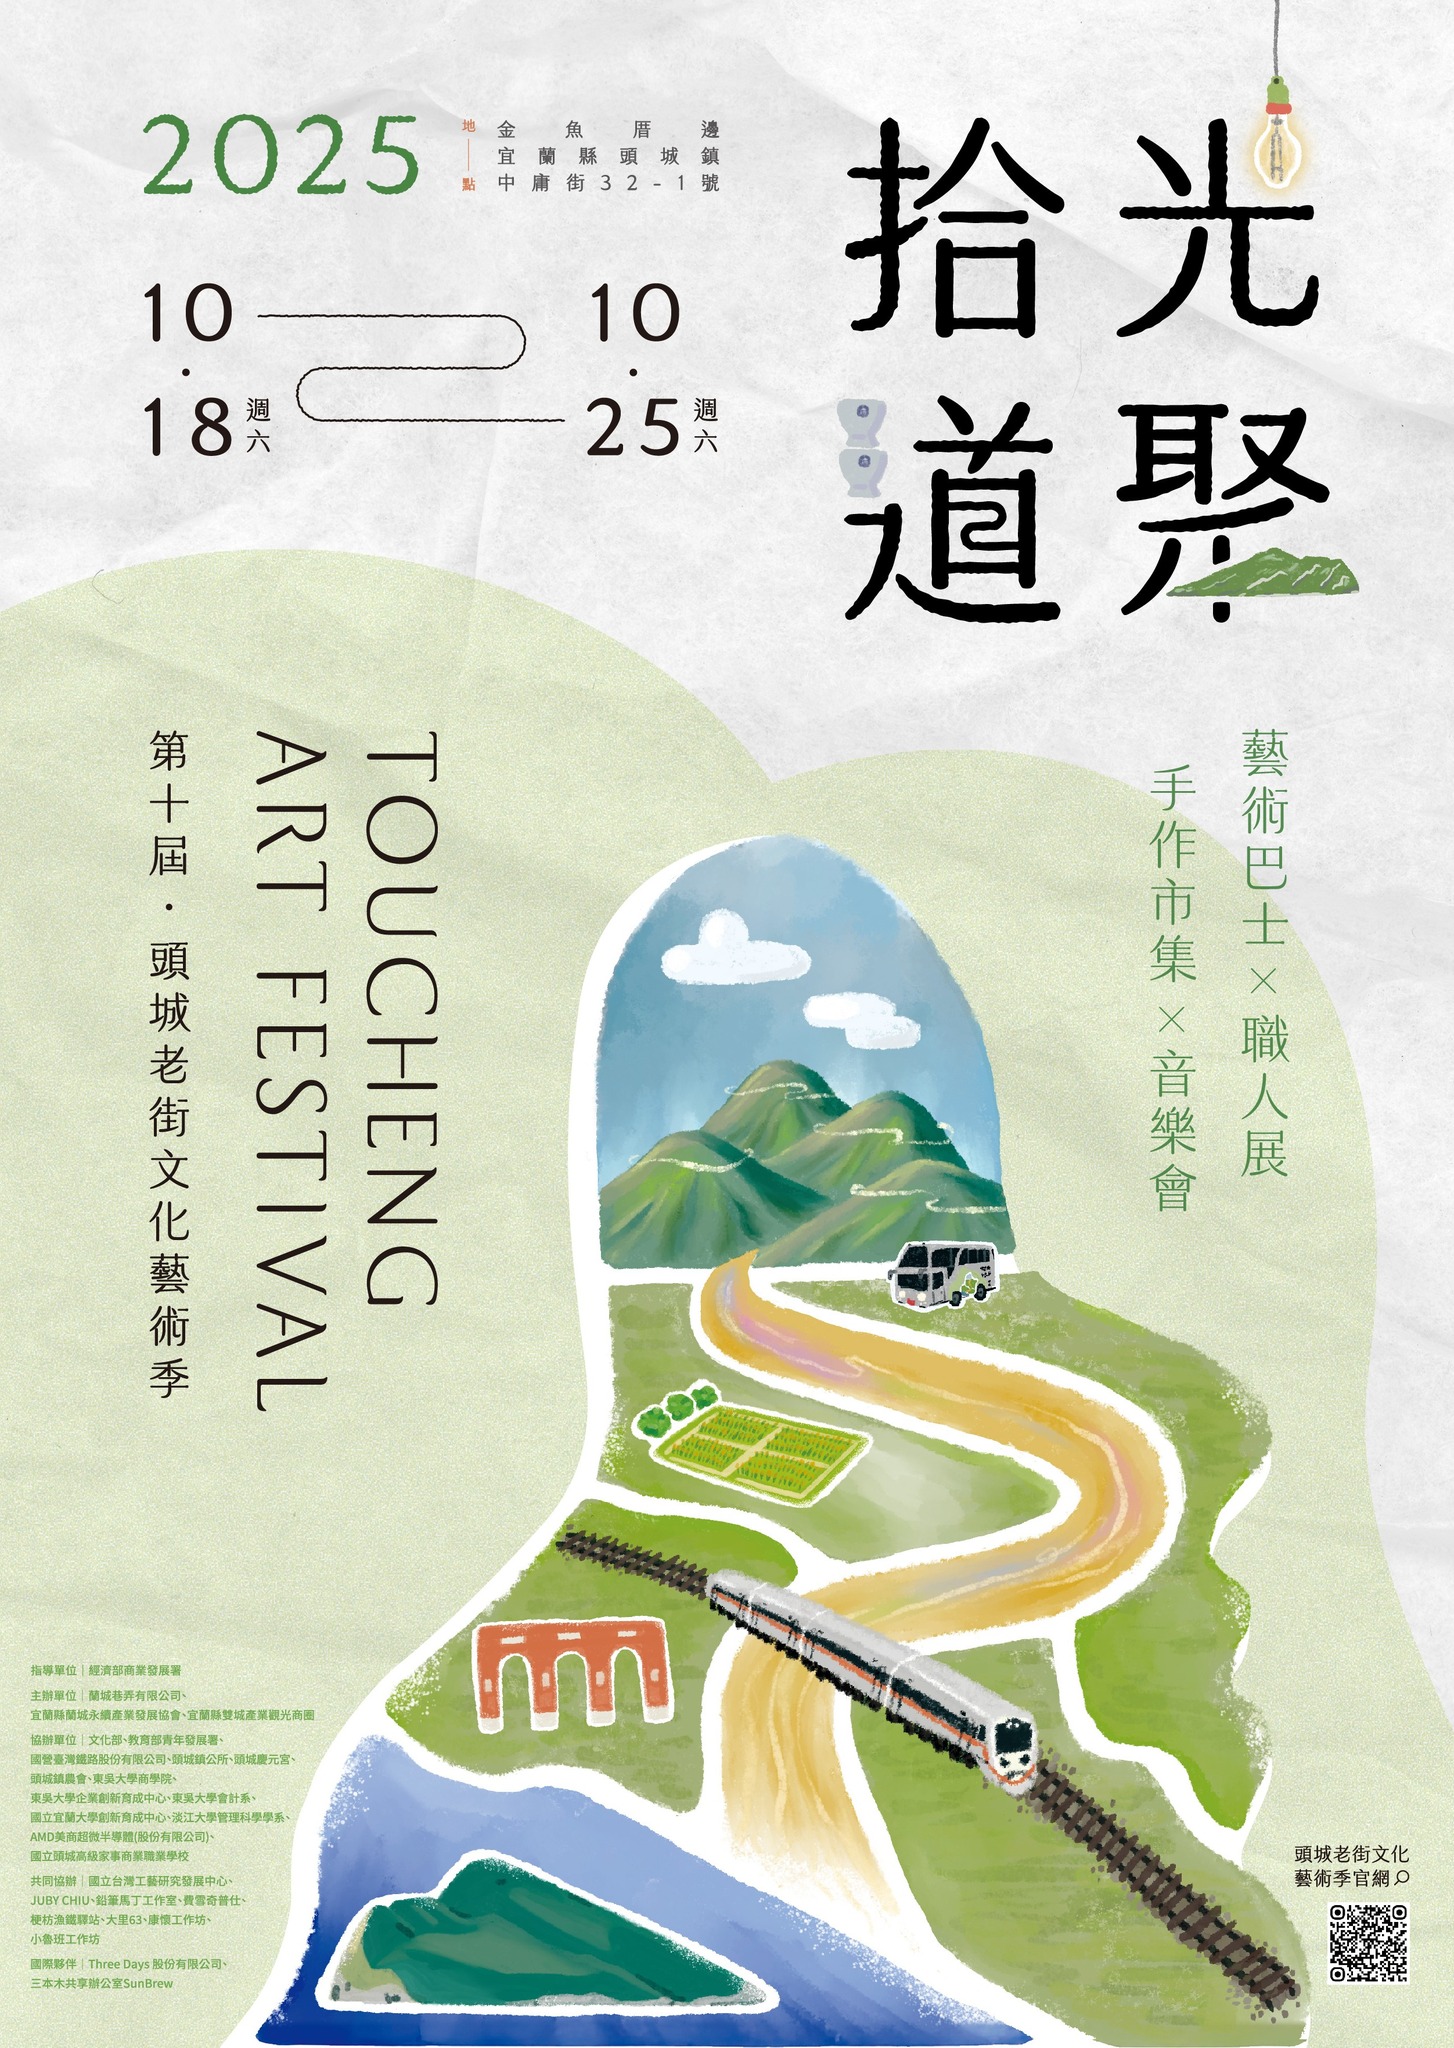 2025
地點
金魚厝邊
宜蘭縣頭城鎮
中庸街32-1號
10.18 週六
10.25 週六
光聚
拾道
藝術巴士×職人展
手作市集×音樂會
TOUCHENG
ART FESTIVAL
第十屆·頭城老街文化藝術季
指導單位｜經濟部商業發展署
主辦單位｜蘭城巷弄有限公司、
宜蘭縣蘭城永續產業發展協會、宜蘭縣雙城產業觀光商圈
協辦單位｜文化部、教育部青年發展署、
國營臺灣鐵路股份有限公司、頭城鎮公所、頭城慶元宮、
頭城鎮農會、東吳大學商學院、
東吳大學企業創新育成中心、東吳大學會計系、
國立宜蘭大學創新育成中心、淡江大學管理科學學系、
AMD美商超微半導體(股份有限公司)、
國立頭城高級家事商業職業學校
共同協辦｜國立台灣工藝研究發展中心、
JUBY CHIU、鉛筆馬丁工作室、費雪奇普仕、
梗枋漁鐵驛站、大里63、康懷工作坊、
小魯班工作坊
國際夥伴｜Three Days 股份有限公司、
三本木共享辦公室SunBrew
頭城老街文化
藝術季官網